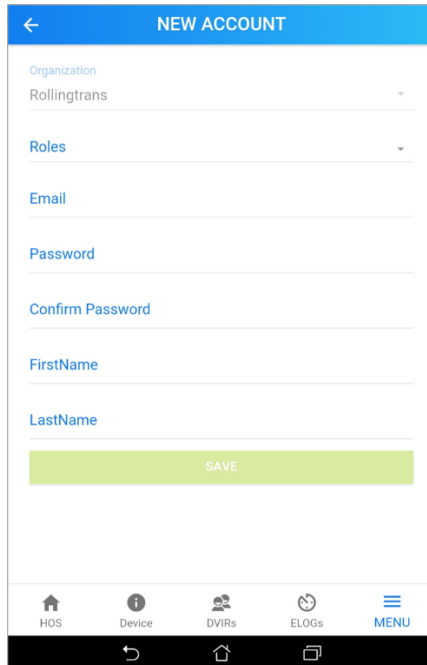 NEW ACCOUNT
Organization
Rollingtrans
Roles
Email
Password
Confirm Password
FirstName
LastName
SAVE
HOS
Device
DVIRs
ELOGs
MENU